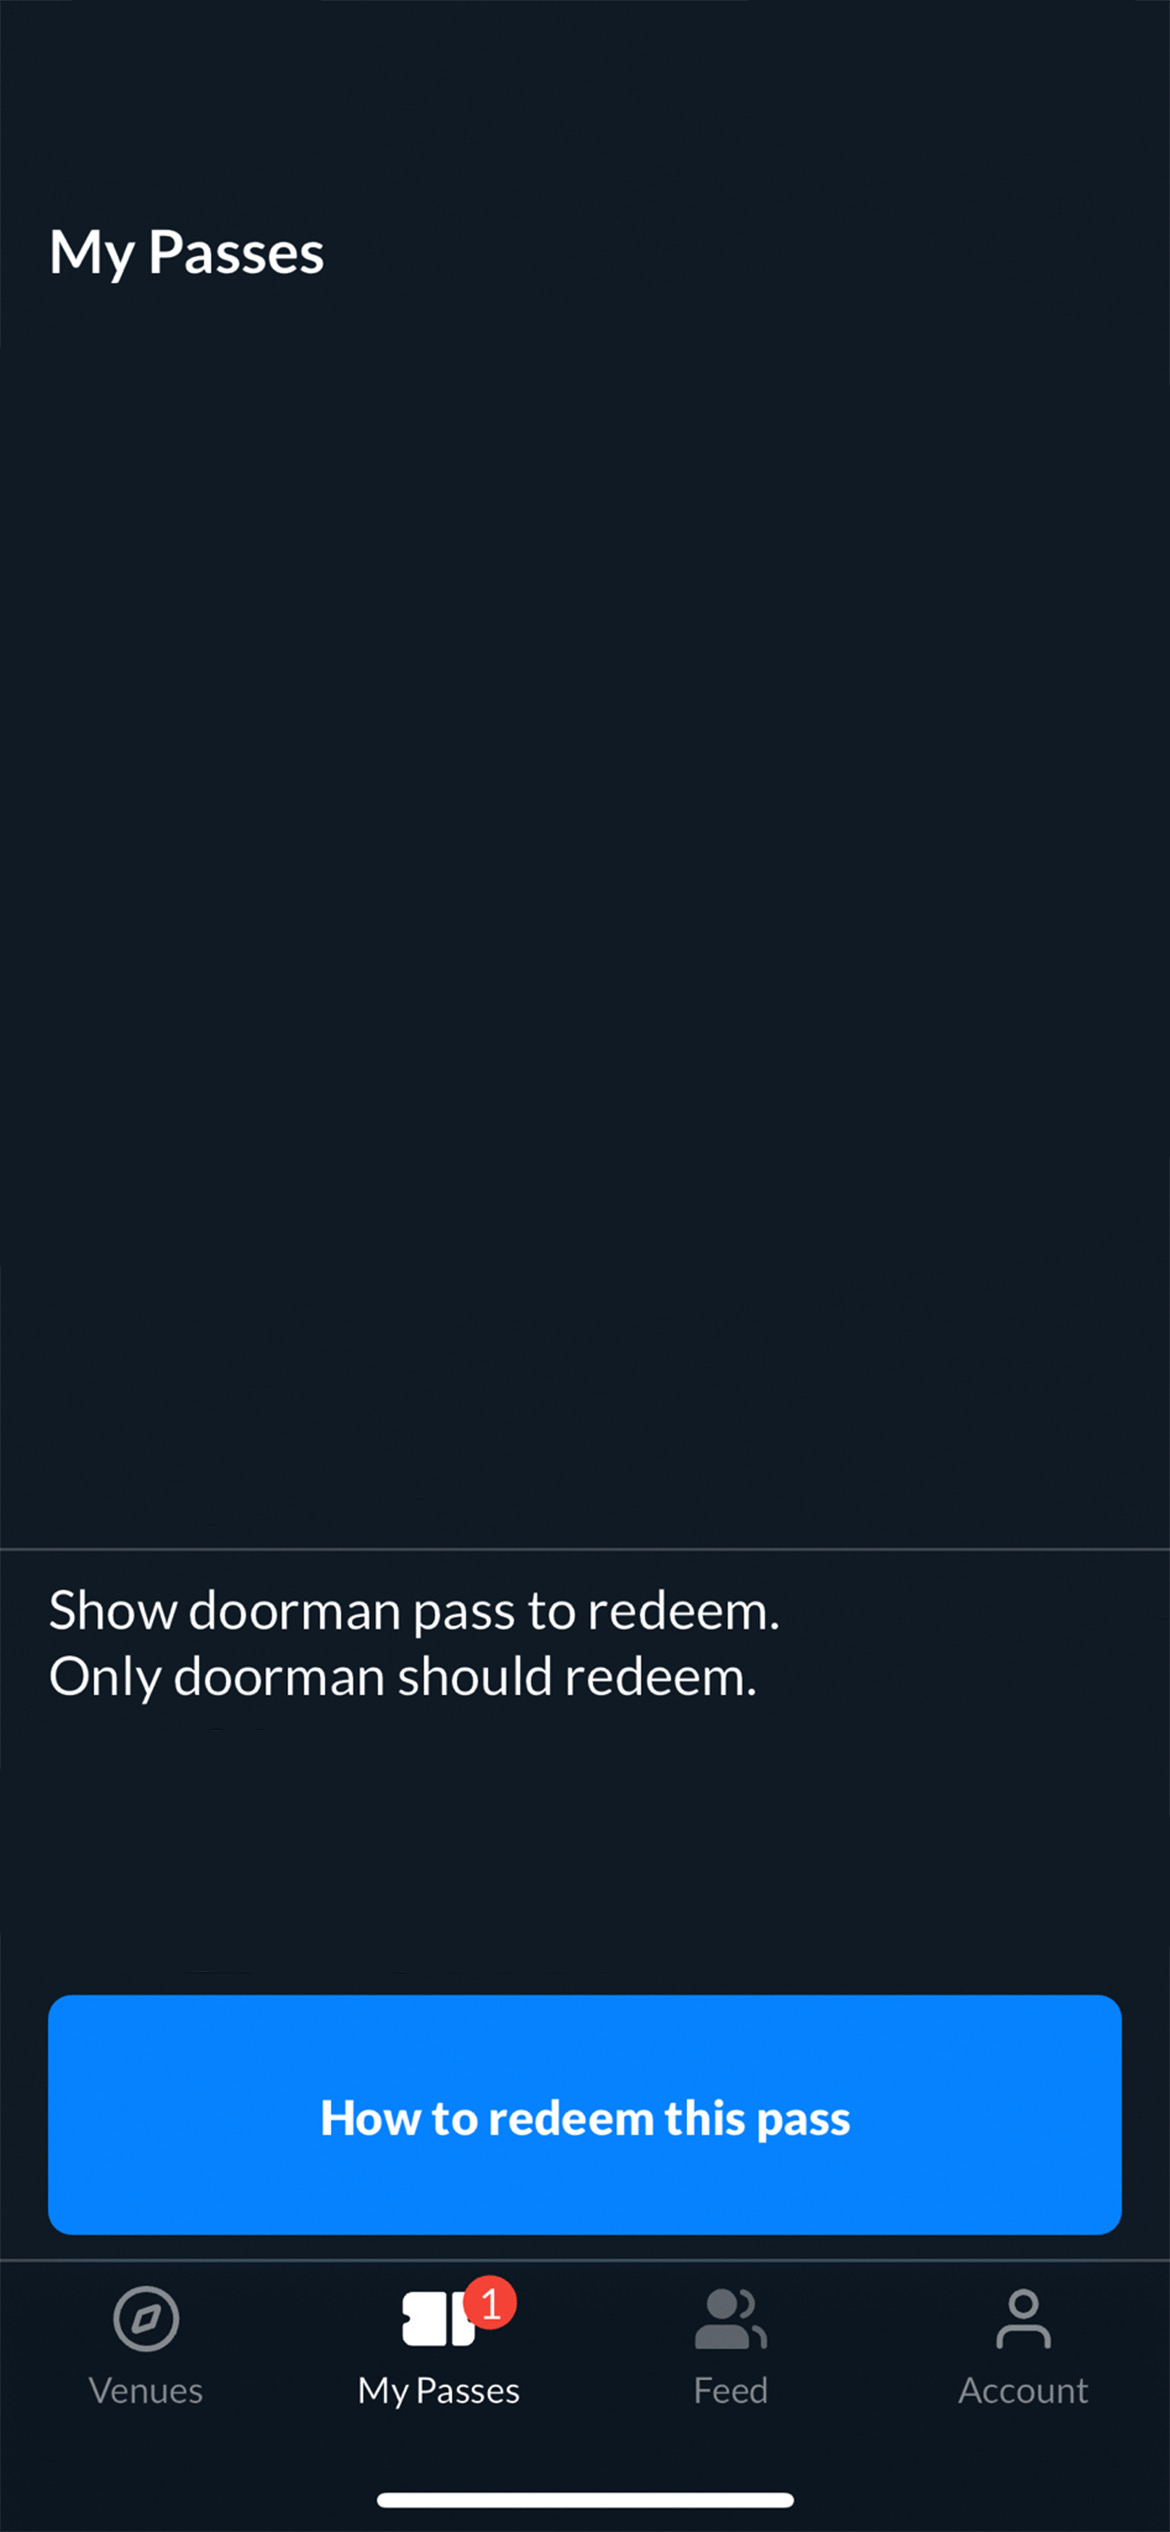 My Passes
Show doorman pass to redeem.
Only doorman should redeem.
How to redeem this pass
1
Venues
My Passes
Feed
Account